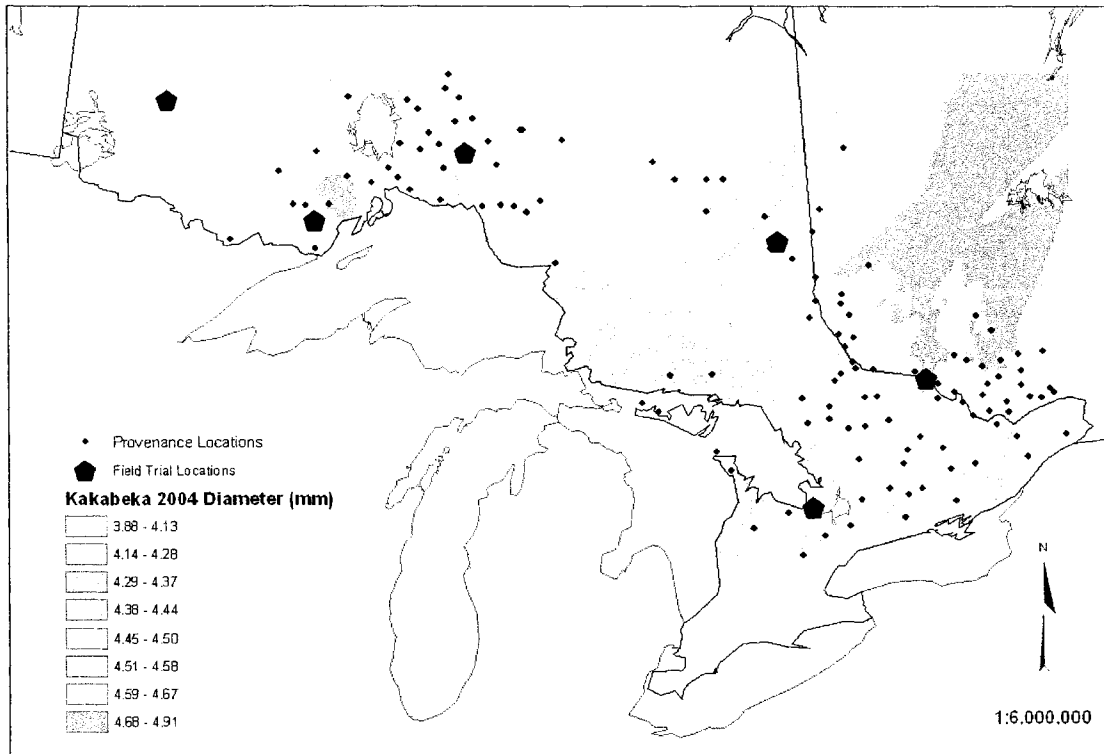 Provenance Locations
Field Trial Locations
Kakabeka 2004 Diameter (mm)
3.88 - 4.13
4.14 - 4.28
4.29 - 4.37
4.38 - 4.44
4.45 - 4.50
4.51 - 4.58
4.59 - 4.67
4.68 - 4.91
N
1:6,000,000